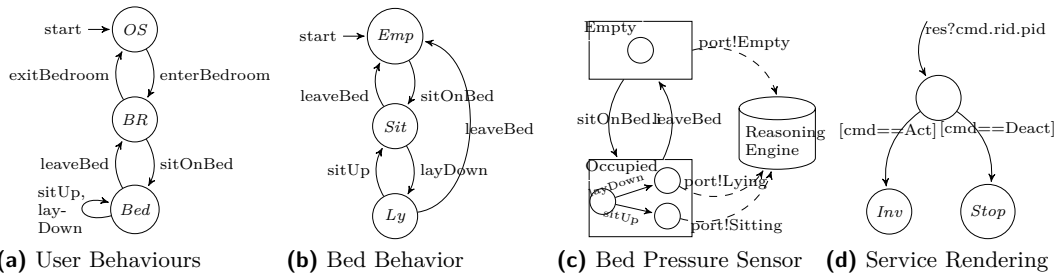 start
OS
exitBedroom
enterBedroom
BR
leaveBed
sitOnBed
sitUp,
lay-
Down
Bed
(a) User Behaviours
start
Emp
leaveBed
sitOnBed
leaveBed
Sit
sitUp
layDown
Ly
(b) Bed Behavior
Empty
port!Empty
sitOnBed
leaveBed
Reasoning
Engine
Occupied
layDown
port!Lying
sitUp
port!Sitting
(c) Bed Pressure Sensor
res?cmd.rid.pid
[cmd==Act]
[cmd==Deact]
Inv
Stop
(d) Service Rendering